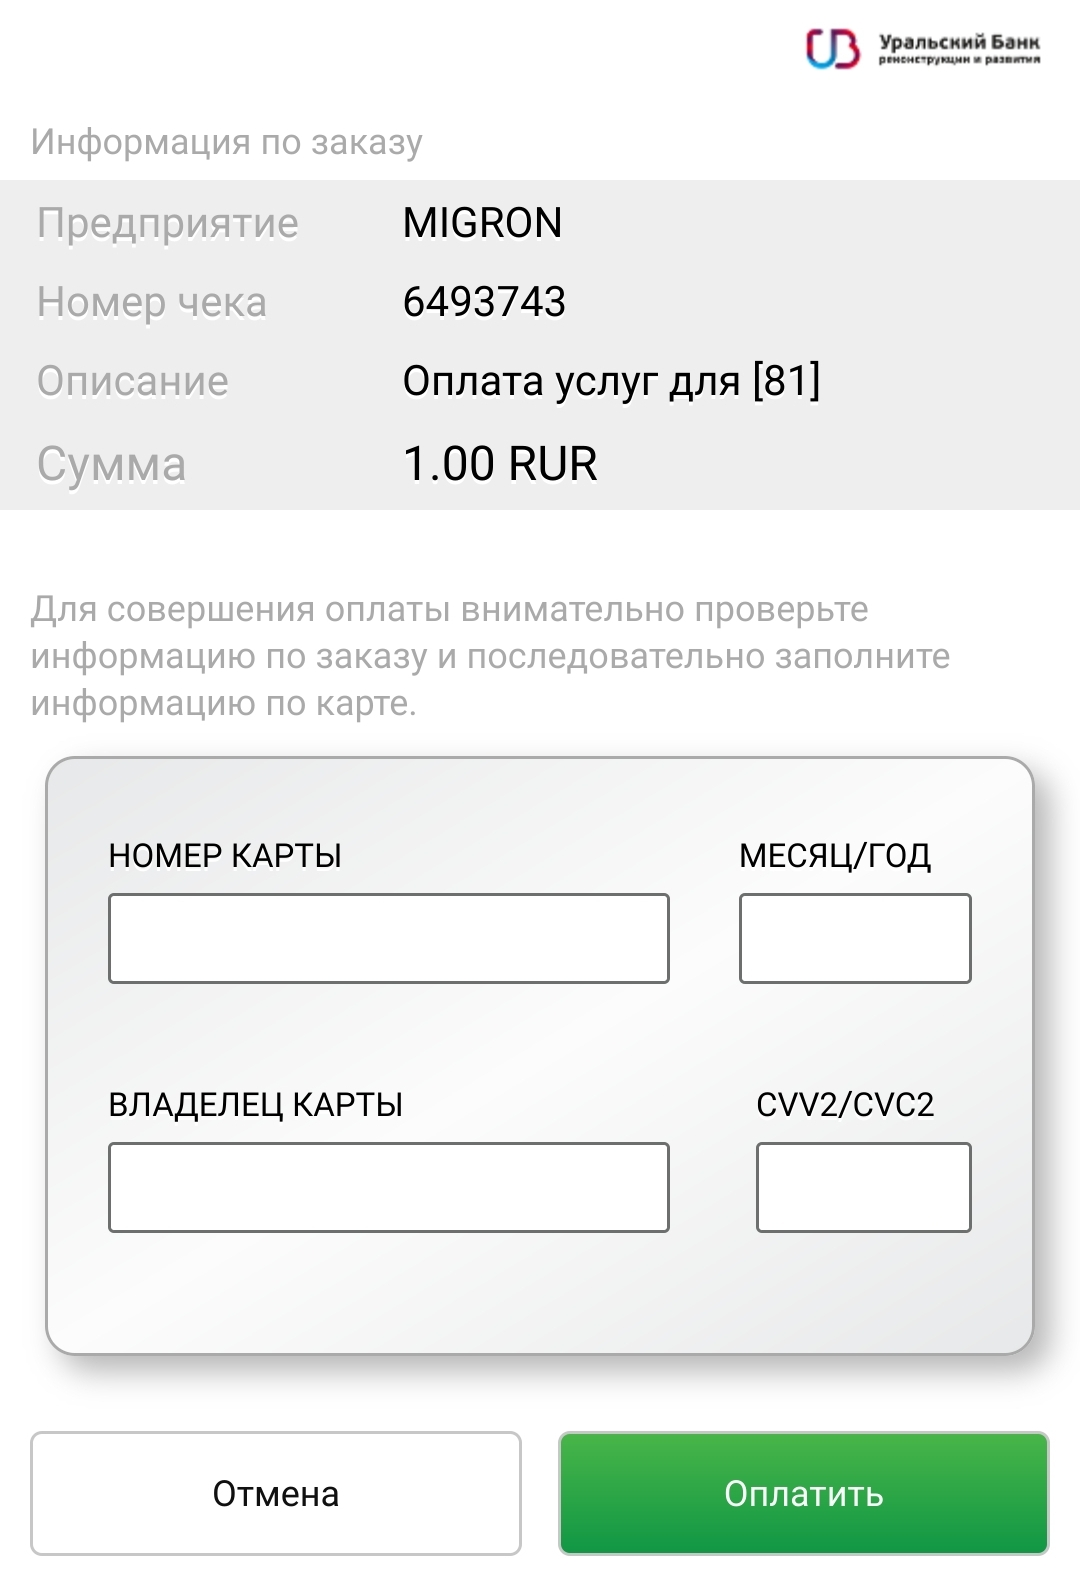 Уральский Банк
реконструкции и развития
Информация по заказу
Предприятие MIGRON
Номер чека 6493743
Описание Оплата услуг для [81]
Сумма 1.00 RUR
Для совершения оплаты внимательно проверьте
информацию по заказу и последовательно заполните
информацию по карте.
НОМЕР КАРТЫ МЕСЯЦ/ГОД
ВЛАДЕЛЕЦ КАРТЫ CVV2/CVC2
Отмена Оплатить